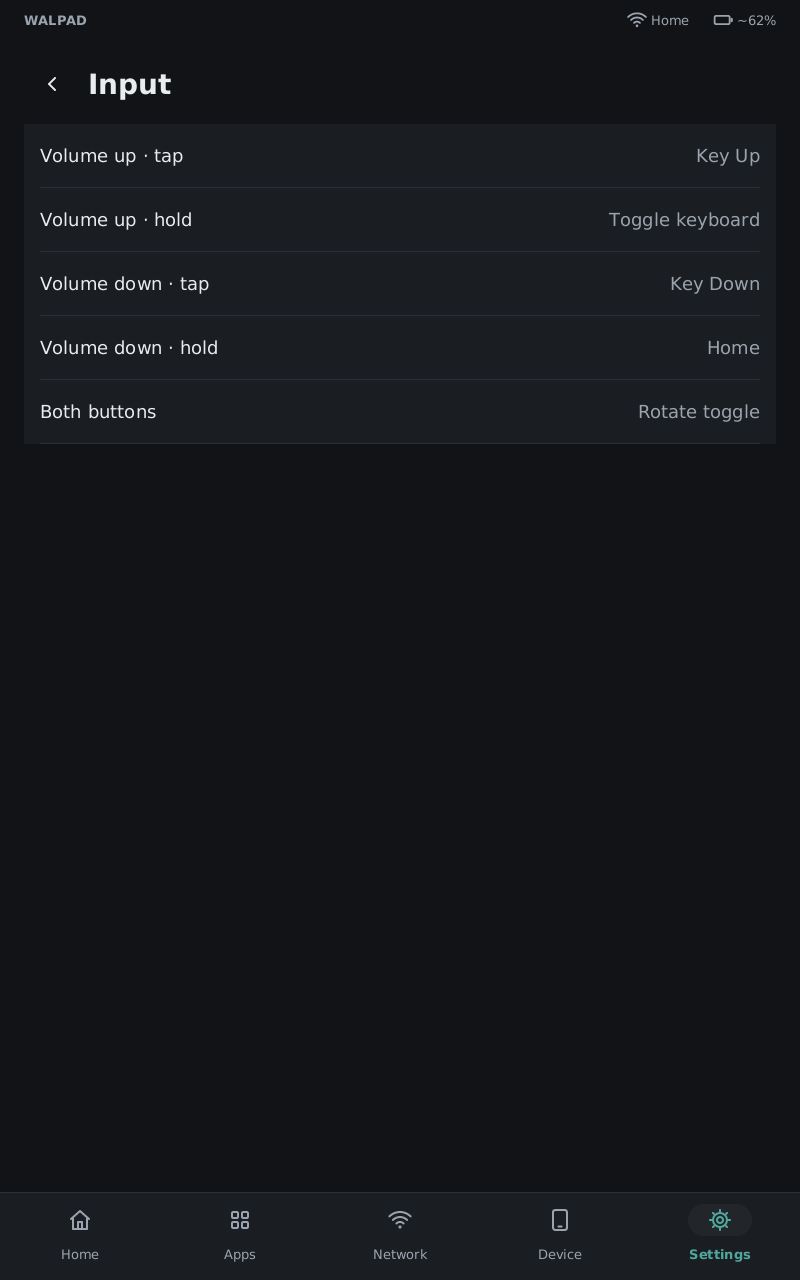 WALPAD Home ~62%
Input
Volume up · tap Key Up
Volume up · hold Toggle keyboard
Volume down · tap Key Down
Volume down · hold Home
Both buttons Rotate toggle
Home Apps Network Device Settings